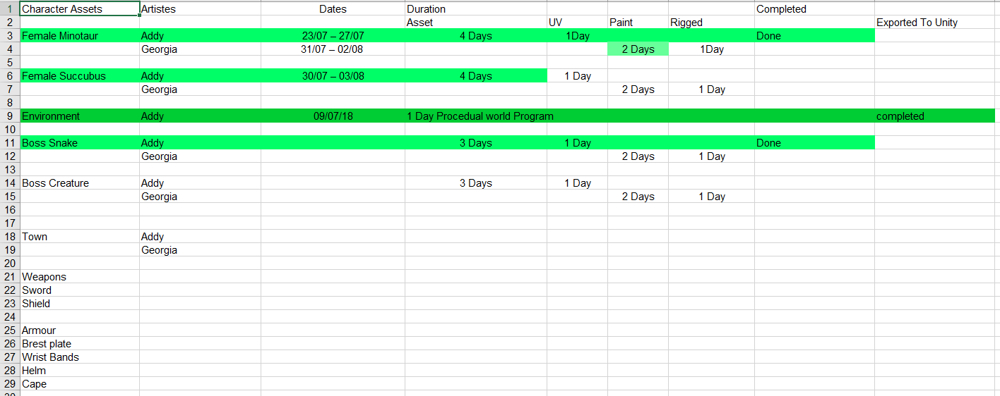 1 Character Assets Artistes Dates Duration Completed
2 Asset UV Paint Rigged Exported To Unity
3 Female Minotaur Addy 23/07 – 27/07 4 Days 1Day Done
4 Georgia 31/07 – 02/08 2 Days 1Day
5
6 Female Succubus Addy 30/07 – 03/08 4 Days 1 Day
7 Georgia 2 Days 1 Day
8
9 Environment Addy 09/07/18 1 Day Procedual world Program completed
10
11 Boss Snake Addy 3 Days 1 Day Done
12 Georgia 2 Days 1 Day
13
14 Boss Creature Addy 3 Days 1 Day
15 Georgia 2 Days 1 Day
16
17
18 Town Addy
19 Georgia
20
21 Weapons
22 Sword
23 Shield
24
25 Armour
26 Brest plate
27 Wrist Bands
28 Helm
29 Cape